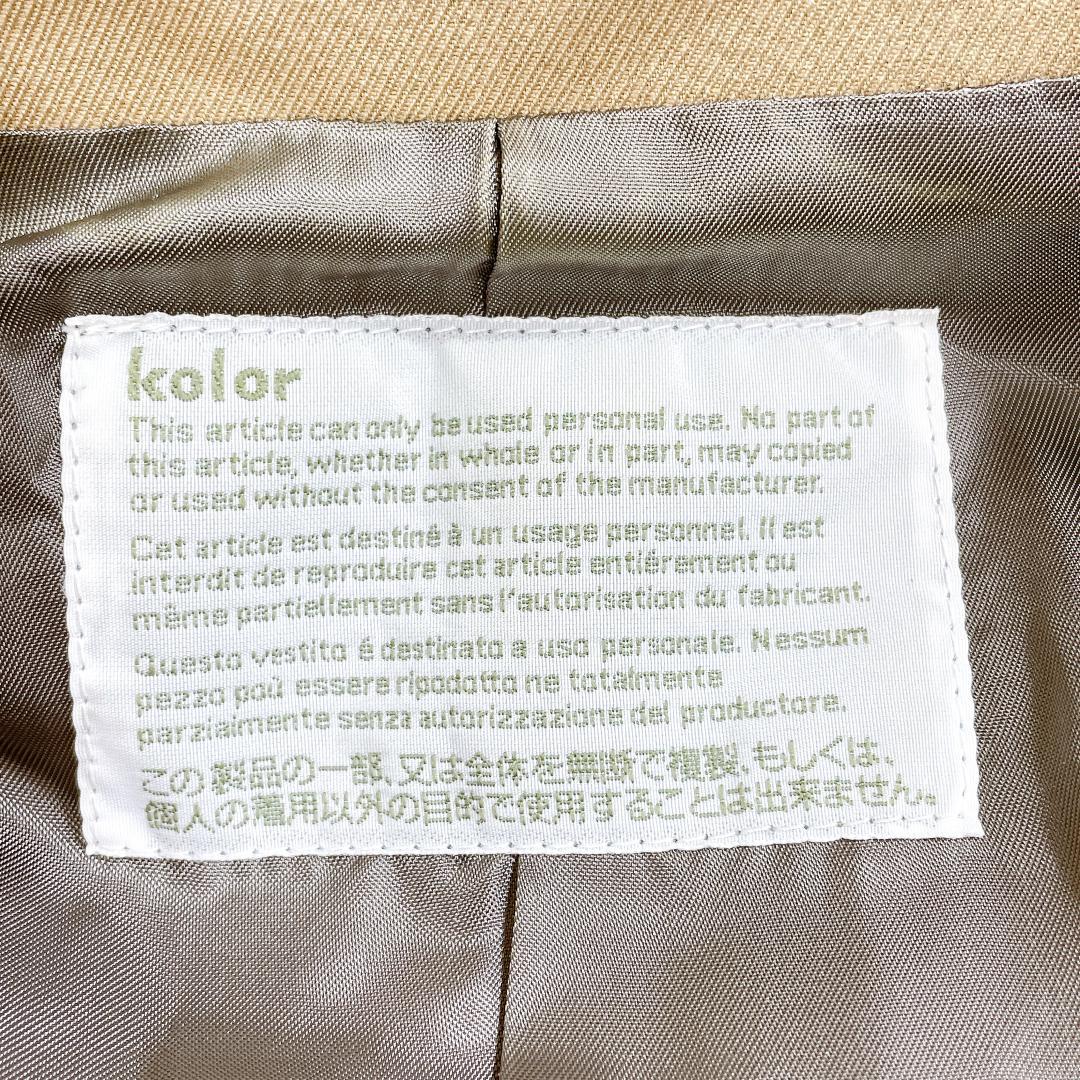 kolor
This article can only be used personal use. No part of
this article, whether in whole or in part, may copied
or used without the consent of the manufacturer.
Cet article est destiné à un usage personnel. Il est
interdit de reproduire cet article entiérement ou
même partiellement sans l'autorisation du fabricant.
Questo vestito é destinato a uso personale. Nessum
pezzo poù essere ripodotto ne totalmente
parzialmente senza autorizzazione del productore.
この製品の一部、又は全体を無断で複製、もしくは、
個人の着用以外の目的で使用することは出来ません。